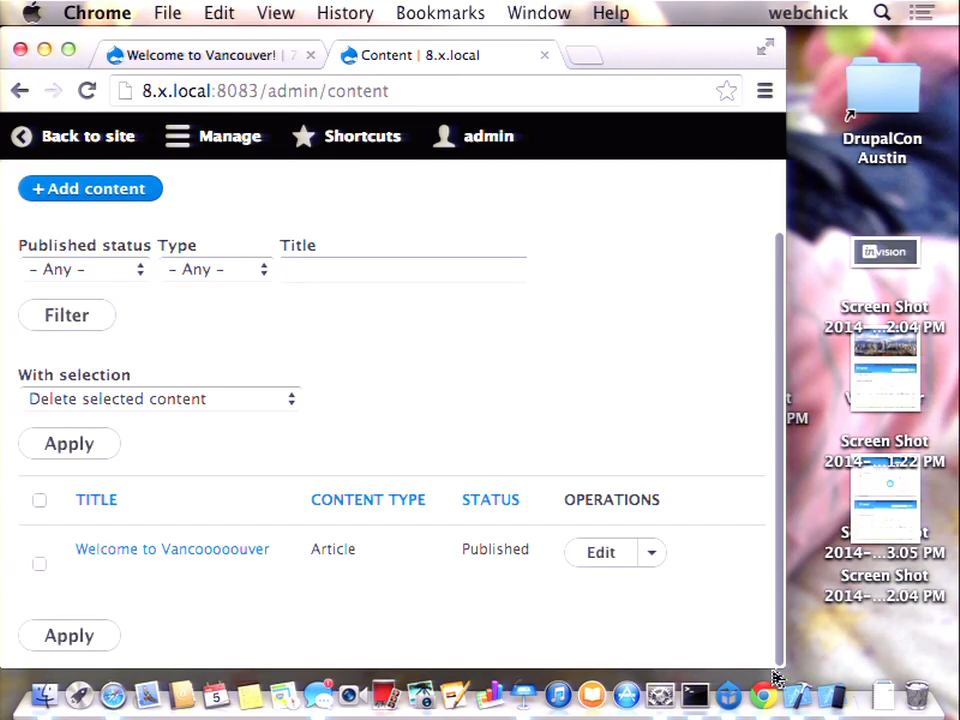 Chrome File Edit View History Bookmarks Window Help webchick
Welcome to Vancouver! | 7
Content | 8.x.local
8.x.local:8083/admin/content
Back to site Manage Shortcuts admin
+ Add content
Published status Type Title
- Any - - Any -
Filter
With selection
Delete selected content
Apply
TITLE CONTENT TYPE STATUS OPERATIONS
Welcome to Vancooooouver Article Published Edit
Apply
DrupalCon
Austin
invision
Screen Shot
2014-...2:04 PM
Screen Shot
2014-...1.22 PM
PM
2014-...3.05 PM
Screen Shot
2014-...2.04 PM
5